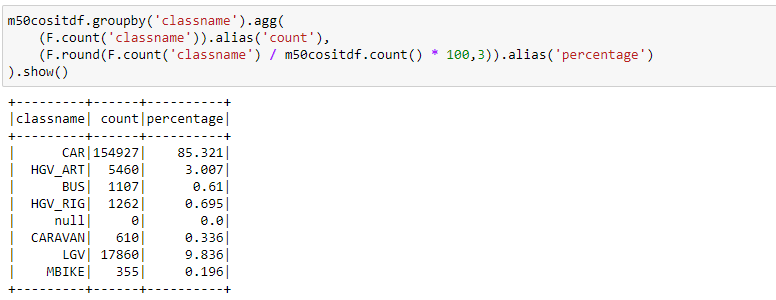 m50cositdf.groupby('classname').agg(
    (F.count('classname')).alias('count'),
    (F.round(F.count('classname') / m50cositdf.count() * 100,3)).alias('percentage')
).show()
+---------+------+----------+
|classname| count|percentage|
+---------+------+----------+
|      CAR|154927|    85.321|
|  HGV_ART|  5460|     3.007|
|      BUS|  1107|      0.61|
|  HGV_RIG|  1262|     0.695|
|     null|     0|       0.0|
|  CARAVAN|   610|     0.336|
|      LGV| 17860|     9.836|
|    MBIKE|   355|     0.196|
+---------+------+----------+